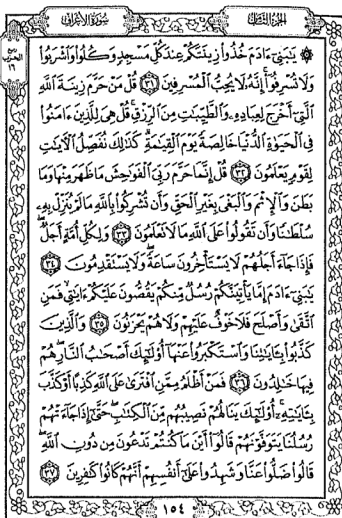 الجزء الثامن
سورة الأعراف
ربع
الحزب
١٦
۞ يَٰبَنِىٓ ءَادَمَ خُذُوا۟ زِينَتَكُمْ عِندَ كُلِّ مَسْجِدٍ وَكُلُوا۟ وَٱشْرَبُوا۟
وَلَا تُسْرِفُوٓا۟ إِنَّهُۥ لَا يُحِبُّ ٱلْمُسْرِفِينَ ٣١ قُلْ مَنْ حَرَّمَ زِينَةَ ٱللَّهِ
ٱلَّتِىٓ أَخْرَجَ لِعِبَادِهِۦ وَٱلطَّيِّبَٰتِ مِنَ ٱلرِّزْقِ ۚ قُلْ هِىَ لِلَّذِينَ ءَامَنُوا۟
فِى ٱلْحَيَوٰةِ ٱلدُّنْيَا خَالِصَةً يَوْمَ ٱلْقِيَٰمَةِ ۗ كَذَٰلِكَ نُفَصِّلُ ٱلْءَايَٰتِ
لِقَوْمٍ يَعْلَمُونَ ٣٢ قُلْ إِنَّمَا حَرَّمَ رَبِّىَ ٱلْفَوَٰحِشَ مَا ظَهَرَ مِنْهَا وَمَا
بَطَنَ وَٱلْإِثْمَ وَٱلْبَغْىَ بِغَيْرِ ٱلْحَقِّ وَأَن تُشْرِكُوا۟ بِٱللَّهِ مَا لَمْ يُنَزِّلْ بِهِۦ
سُلْطَٰنًا وَأَن تَقُولُوا۟ عَلَى ٱللَّهِ مَا لَا تَعْلَمُونَ ٣٣ وَلِكُلِّ أُمَّةٍ أَجَلٌ ۖ
فَإِذَا جَآءَ أَجَلُهُمْ لَا يَسْتَأْخِرُونَ سَاعَةً ۖ وَلَا يَسْتَقْدِمُونَ ٣٤
يَٰبَنِىٓ ءَادَمَ إِمَّا يَأْتِيَنَّكُمْ رُسُلٌ مِّنكُمْ يَقُصُّونَ عَلَيْكُمْ ءَايَٰتِى ۙ فَمَنِ
ٱتَّقَىٰ وَأَصْلَحَ فَلَا خَوْفٌ عَلَيْهِمْ وَلَا هُمْ يَحْزَنُونَ ٣٥ وَٱلَّذِينَ
كَذَّبُوا۟ بِـَٔايَٰتِنَا وَٱسْتَكْبَرُوا۟ عَنْهَآ أُو۟لَٰٓئِكَ أَصْحَٰبُ ٱلنَّارِ ۖ هُمْ
فِيهَا خَٰلِدُونَ ٣٦ فَمَنْ أَظْلَمُ مِمَّنِ ٱفْتَرَىٰ عَلَى ٱللَّهِ كَذِبًا أَوْ كَذَّبَ
بِـَٔايَٰتِهِۦٓ ۚ أُو۟لَٰٓئِكَ يَنَالُهُمْ نَصِيبُهُم مِّنَ ٱلْكِتَٰبِ ۖ حَتَّىٰٓ إِذَا جَآءَتْهُمْ
رُسُلُنَا يَتَوَفَّوْنَهُمْ قَالُوٓا۟ أَيْنَ مَا كُنتُمْ تَدْعُونَ مِن دُونِ ٱللَّهِ ۖ
قَالُوا۟ ضَلُّوا۟ عَنَّا وَشَهِدُوا۟ عَلَىٰٓ أَنفُسِهِمْ أَنَّهُمْ كَانُوا۟ كَٰفِرِينَ ٣٧
١٥٤